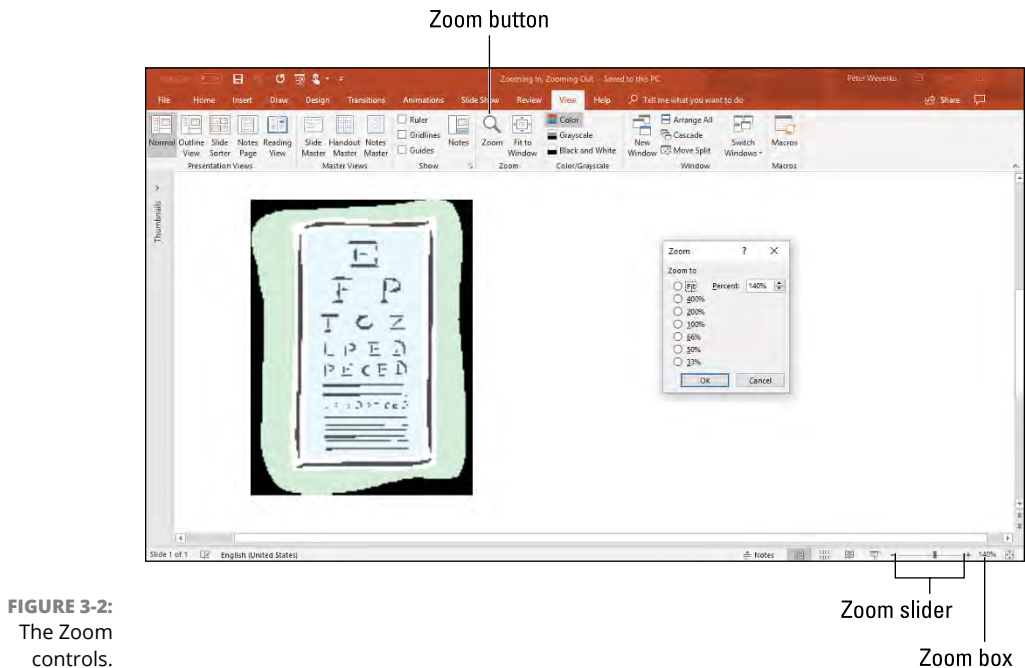 Zoom button
Zooming In, Zooming Out - Saved to this PC
Peter Weverka
File Home Insert Draw Design Transitions Animations Slide Show Review View Help Tell me what you want to do Share
Normal Outline View Slide Sorter Notes Page Reading View
Presentation Views
Slide Master Handout Master Notes Master
Master Views
Ruler
Gridlines
Guides
Show
Notes
Zoom Fit to Window
Zoom
Color
Grayscale
Black and White
Color/Grayscale
New Window
Arrange All
Cascade
Move Split
Switch Windows
Window
Macros
Macros
Thumbnails
E
F P
T C Z
L P E D
P E C E D
Zoom ? X
Zoom to
Fit Percent: 140%
400%
200%
100%
66%
50%
33%
OK Cancel
Slide 1 of 1 English (United States) Notes - + 140%
Zoom slider
Zoom box
FIGURE 3-2:
The Zoom
controls.